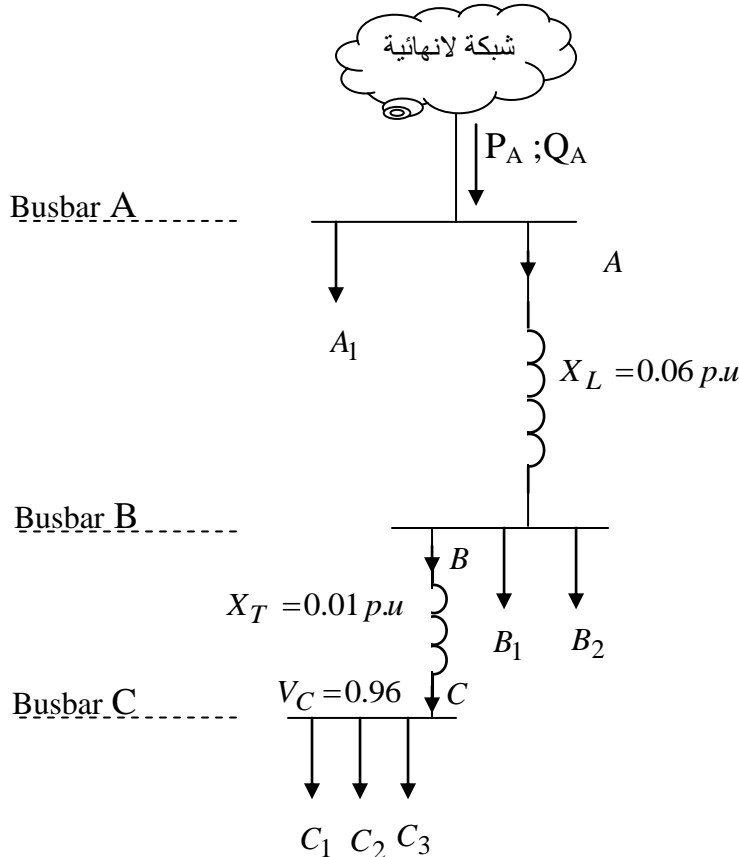 شبكة لانهائية
P_A ;Q_A
Busbar A
A
A_1
X_L = 0.06 p.u
Busbar B
B
X_T = 0.01 p.u
B_1
B_2
V_C = 0.96
C
Busbar C
C_1
C_2
C_3